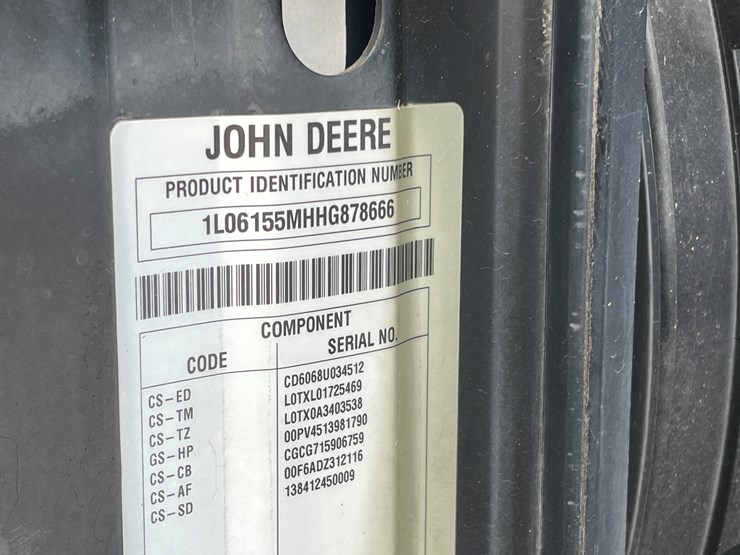 JOHN DEERE
PRODUCT IDENTIFICATION NUMBER
1L06155MHHG878666
COMPONENT
CODE SERIAL NO.
CS-ED CD6068U034512
CS-TM L0TXL01725469
CS-TZ L0TX0A3403538
GS-HP 00PV4513981790
CS-CB CGCG715906759
CS-AF 00F6ADZ312116
CS-SD 138412450009